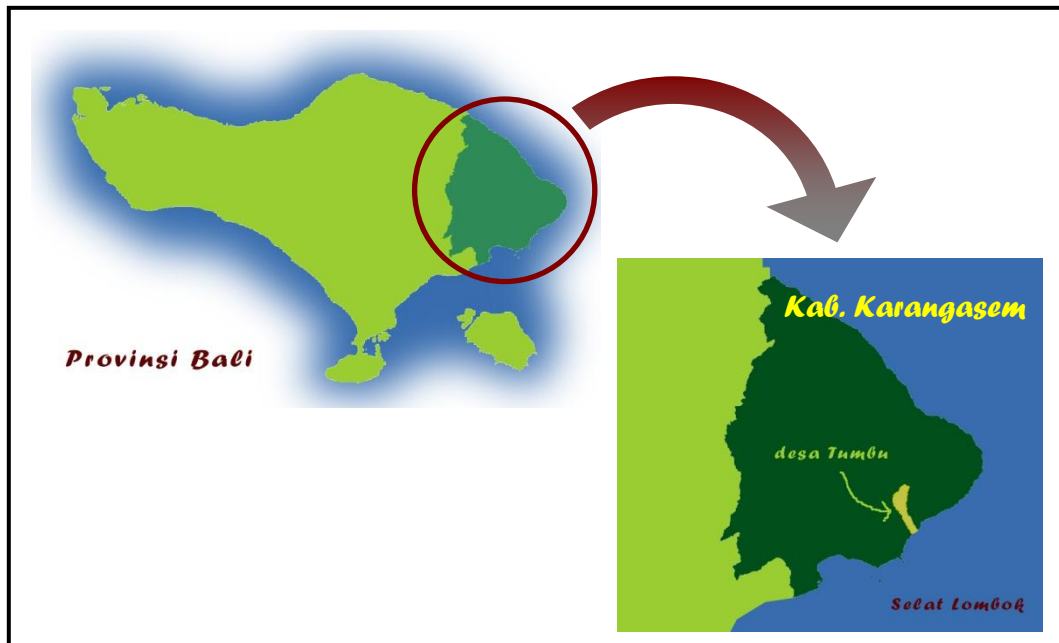 Provinsi Bali
Kab. Karangasem
desa Tumbu
Selat Lombok